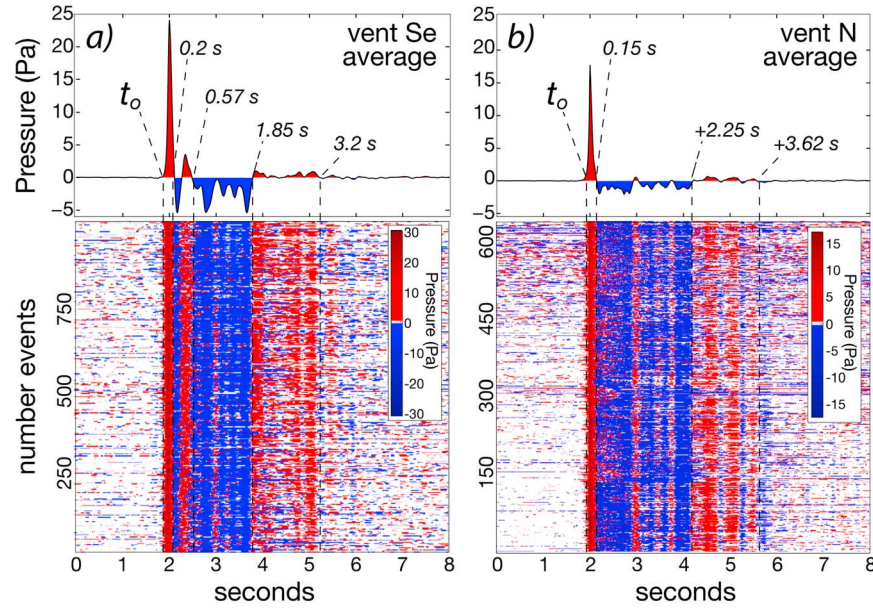 a)
vent Se
average
t₀
0.2 s
0.57 s
1.85 s
3.2 s
Pressure (Pa)
25
20
15
10
5
0
−5
b)
vent N
average
t₀
0.15 s
+2.25 s
+3.62 s
25
20
15
10
5
0
−5
number events
750
500
250
30
20
10
0
-10
-20
-30
Pressure (Pa)
0 1 2 3 4 5 6 7 8
seconds
600
450
300
150
15
10
5
0
-5
-10
-15
Pressure (Pa)
0 1 2 3 4 5 6 7 8
seconds